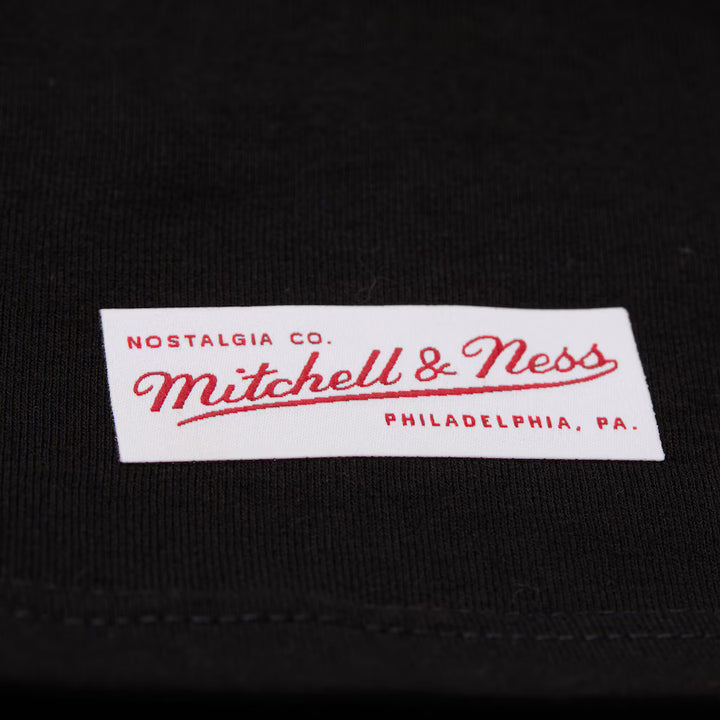 NOSTALGIA CO.
Mitchell & Ness
PHILADELPHIA, PA.